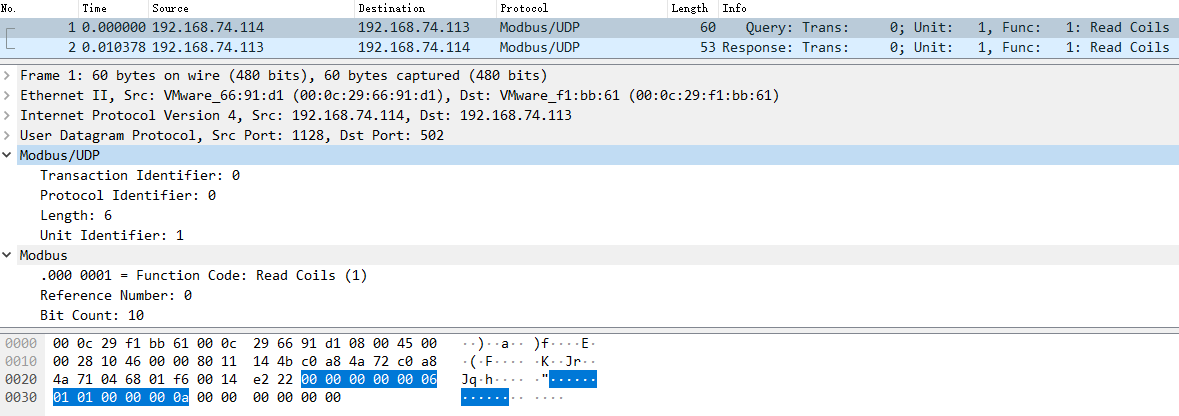 No. Time Source Destination Protocol Length Info
1 0.000000 192.168.74.114 192.168.74.113 Modbus/UDP 60 Query: Trans: 0; Unit: 1, Func: 1: Read Coils
2 0.010378 192.168.74.113 192.168.74.114 Modbus/UDP 53 Response: Trans: 0; Unit: 1, Func: 1: Read Coils
Frame 1: 60 bytes on wire (480 bits), 60 bytes captured (480 bits)
Ethernet II, Src: VMware_66:91:d1 (00:0c:29:66:91:d1), Dst: VMware_f1:bb:61 (00:0c:29:f1:bb:61)
Internet Protocol Version 4, Src: 192.168.74.114, Dst: 192.168.74.113
User Datagram Protocol, Src Port: 1128, Dst Port: 502
Modbus/UDP
Transaction Identifier: 0
Protocol Identifier: 0
Length: 6
Unit Identifier: 1
Modbus
.000 0001 = Function Code: Read Coils (1)
Reference Number: 0
Bit Count: 10
0000 00 0c 29 f1 bb 61 00 0c 29 66 91 d1 08 00 45 00 ··)··a·· )f····E·
0010 00 28 10 46 00 00 80 11 14 4b c0 a8 4a 72 c0 a8 ·(·F···· ·K··Jr··
0020 4a 71 04 68 01 f6 00 14 e2 22 00 00 00 00 00 06 Jq·h···· ·"······
0030 01 01 00 00 00 0a 00 00 00 00 00 00 ········ ····